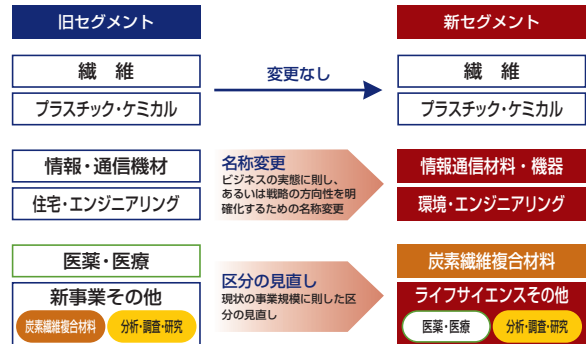 旧セグメント
新セグメント
繊 維
変更なし
繊 維
プラスチック・ケミカル
プラスチック・ケミカル
情報・通信機材
住宅・エンジニアリング
名称変更
ビジネスの実態に則し、
あるいは戦略の方向性を明
確化するための名称変更
情報通信材料・機器
環境・エンジニアリング
医薬・医療
新事業その他
炭素繊維複合材料
分析・調査・研究
区分の見直し
現状の事業規模に則した区
分の見直し
炭素繊維複合材料
ライフサイエンスその他
医薬・医療
分析・調査・研究